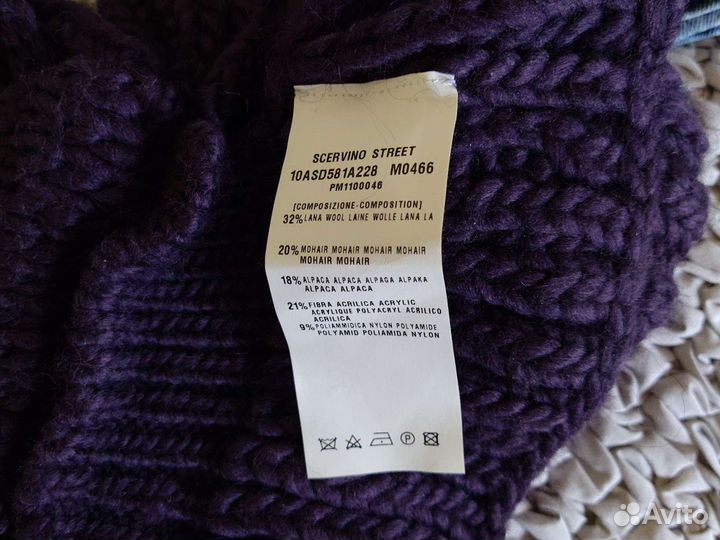 SCERVINO STREET
10ASD581A228 M0466
PM1100046
[COMPOSIZIONE-COMPOSITION]
32% LANA WOOL LAINE WOLLE LANA LA
20% MOHAIR MOHAIR MOHAIR MOHAIR
MOHAIR MOHAIR
18% ALPACA ALPACA ALPAGA ALPAKA
ALPACA ALPACA
21% FIBRA ACRILICA ACRYLIC
ACRYLIQUE POLYACRYL ACRILICO
ACRILICA
9% POLIAMMIDICA NYLON POLYAMIDE
POLYAMID POLIAMIDA NYLON
P
Avito